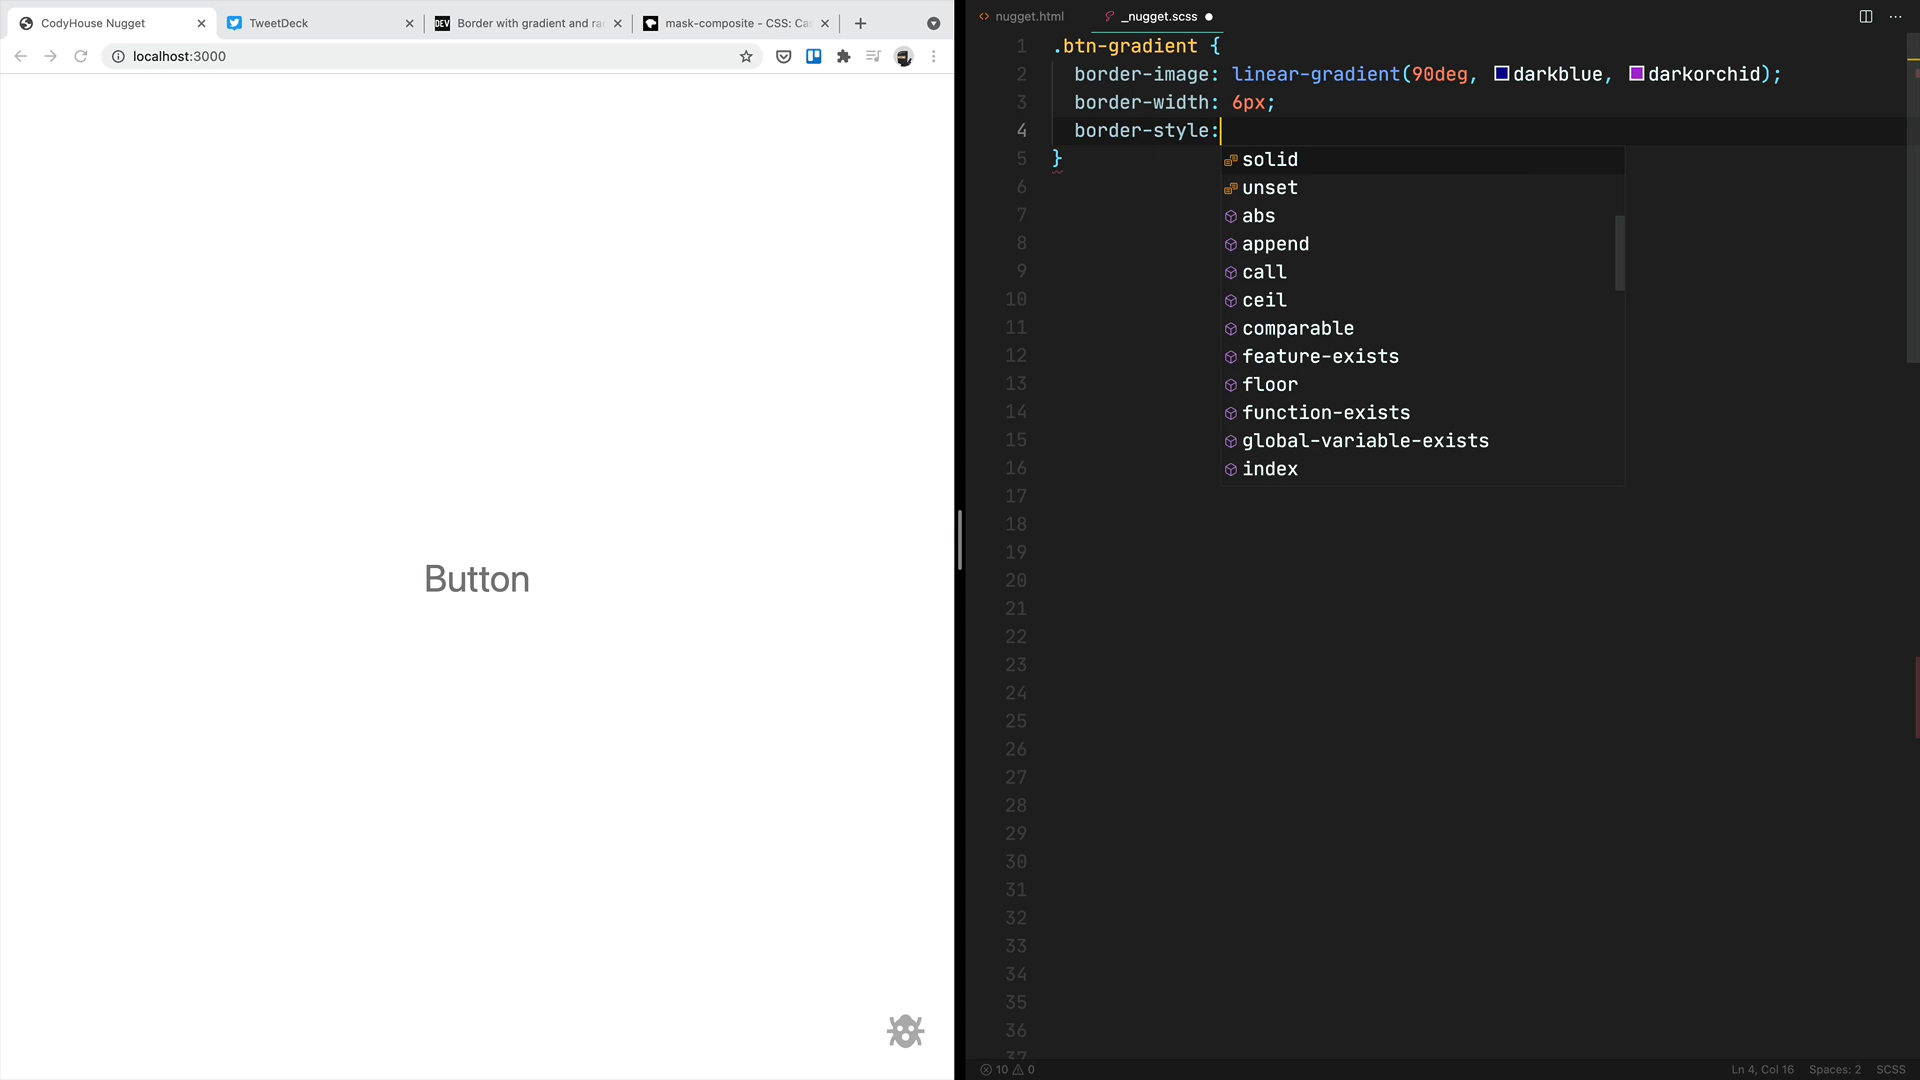 CodyHouse Nugget
TweetDeck
DEV Border with gradient and ra
mask-composite - CSS: Ca
localhost:3000
Button
nugget.html
_nugget.scss
1 .btn-gradient {
2 border-image: linear-gradient(90deg, darkblue, darkorchid);
3 border-width: 6px;
4 border-style:
5 }
solid
6
unset
7
abs
8
append
9
call
10
ceil
11
comparable
12
feature-exists
13
floor
14
function-exists
15
global-variable-exists
16
index
17
18
19
20
21
22
23
24
25
26
27
28
29
30
31
32
33
34
35
36
37
10 0
Ln 4, Col 16
Spaces: 2
SCSS